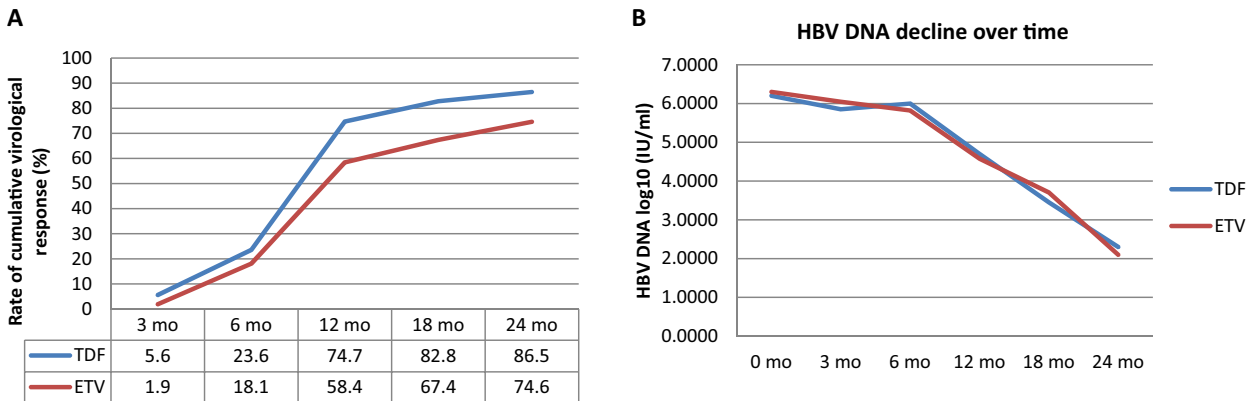 A
Rate of cumulative virological
response (%)
100
90
80
70
60
50
40
30
20
10
0
3 mo 6 mo 12 mo 18 mo 24 mo
TDF 5.6 23.6 74.7 82.8 86.5
ETV 1.9 18.1 58.4 67.4 74.6
B
HBV DNA decline over time
HBV DNA log10 (IU/ml)
7.0000
6.0000
5.0000
4.0000
3.0000
2.0000
1.0000
0.0000
0 mo 3 mo 6 mo 12 mo 18 mo 24 mo
TDF
ETV